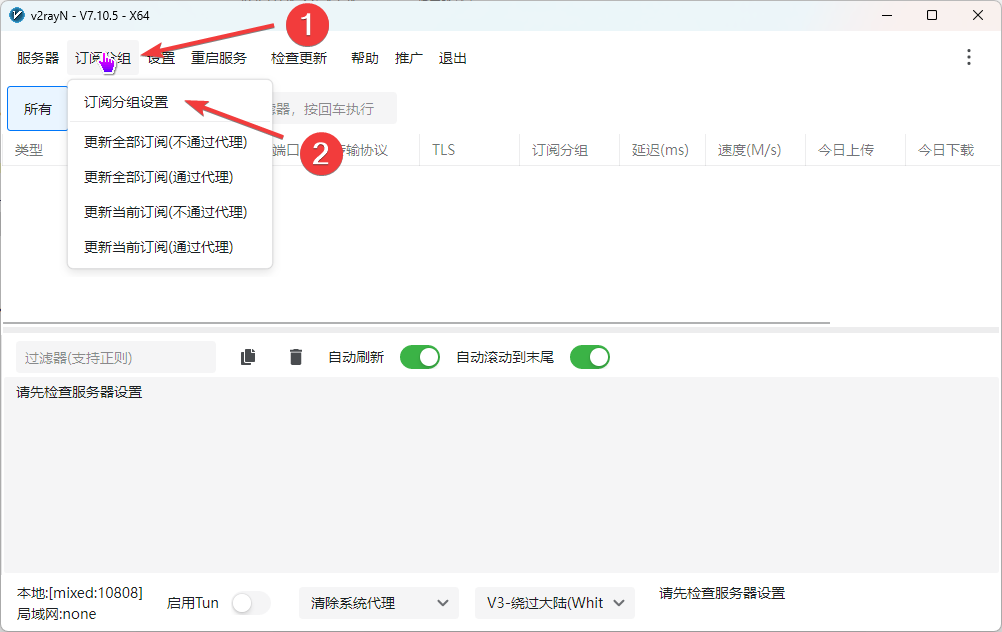 v2rayN - V7.10.5 - X64
1
服务器 订阅分组 设置 重启服务 检查更新 帮助 推广 退出
所有 订阅分组设置 滤器，按回车执行
2
类型 更新全部订阅(不通过代理) 端口 传输协议 TLS 订阅分组 延迟(ms) 速度(M/s) 今日上传 今日下载
更新全部订阅(通过代理)
更新当前订阅(不通过代理)
更新当前订阅(通过代理)
过滤器(支持正则) 自动刷新 自动滚动到末尾
请先检查服务器设置
本地:[mixed:10808] 启用Tun 清除系统代理 V3-绕过大陆(Whit 请先检查服务器设置
局域网:none